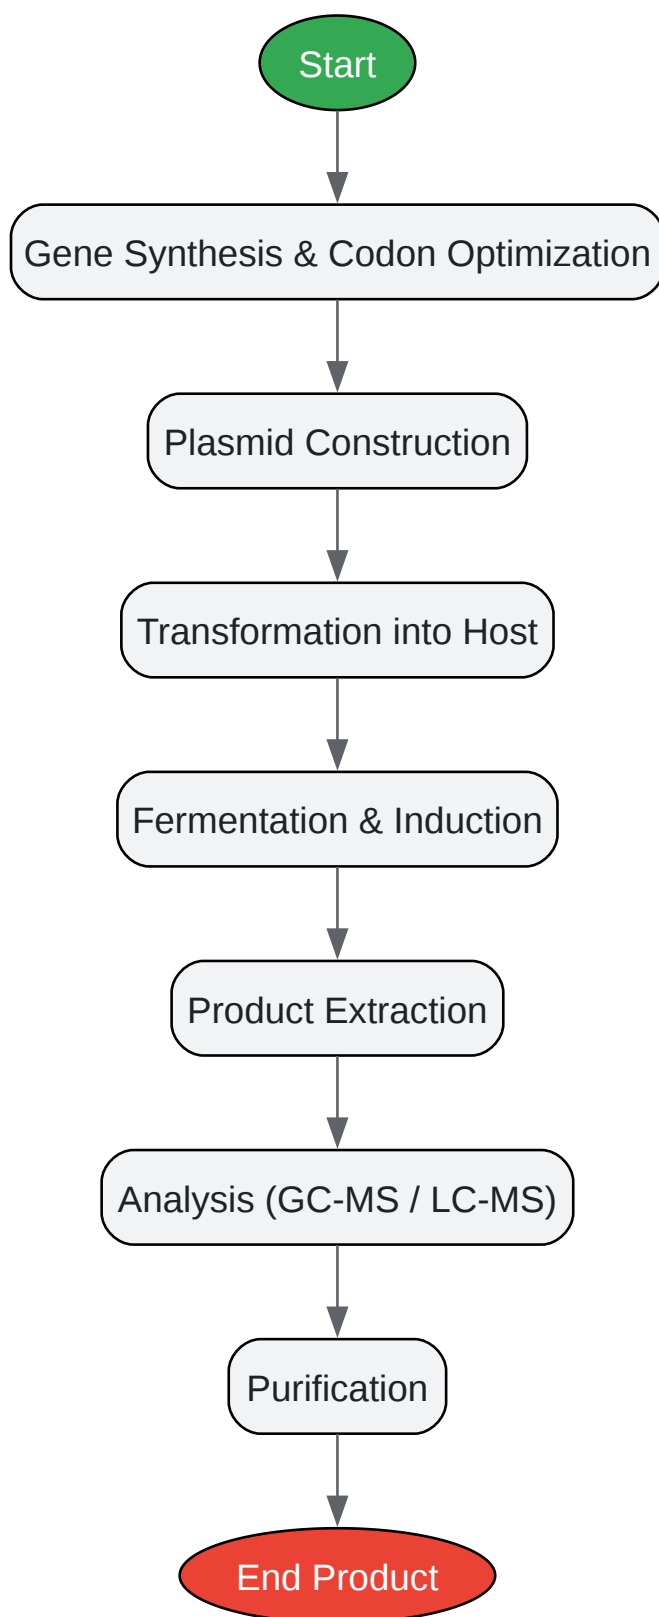 Start
Gene Synthesis & Codon Optimization
Plasmid Construction
Transformation into Host
Fermentation & Induction
Product Extraction
Analysis (GC-MS / LC-MS)
Purification
End Product